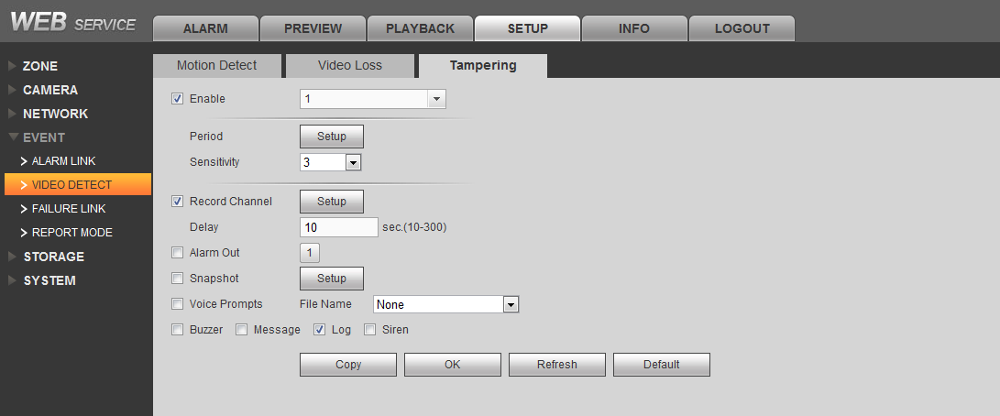 WEB SERVICE ALARM PREVIEW PLAYBACK SETUP INFO LOGOUT
ZONE
CAMERA
NETWORK
EVENT
ALARM LINK
VIDEO DETECT
FAILURE LINK
REPORT MODE
STORAGE
SYSTEM
Motion Detect Video Loss Tampering
Enable 1
Period Setup
Sensitivity 3
Record Channel Setup
Delay 10 sec.(10-300)
Alarm Out 1
Snapshot Setup
Voice Prompts File Name None
Buzzer Message Log Siren
Copy OK Refresh Default